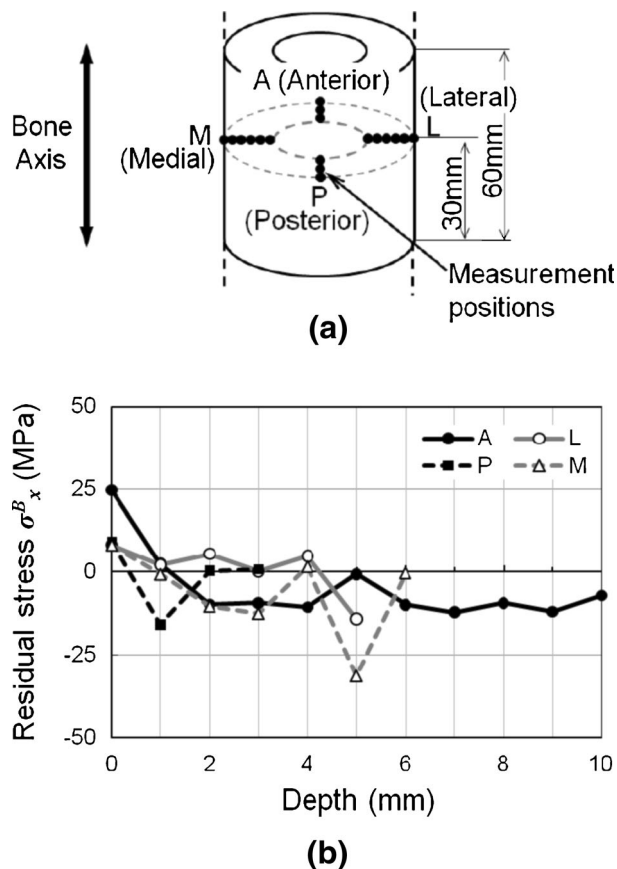 A (Anterior)
(Lateral)
L
Bone
Axis
M
(Medial)
P
(Posterior)
30mm
60mm
Measurement
positions
(a)
50
25
0
-25
-50
Residual stress σᴮₓ (MPa)
A
L
P
M
0
2
4
6
8
10
Depth (mm)
(b)